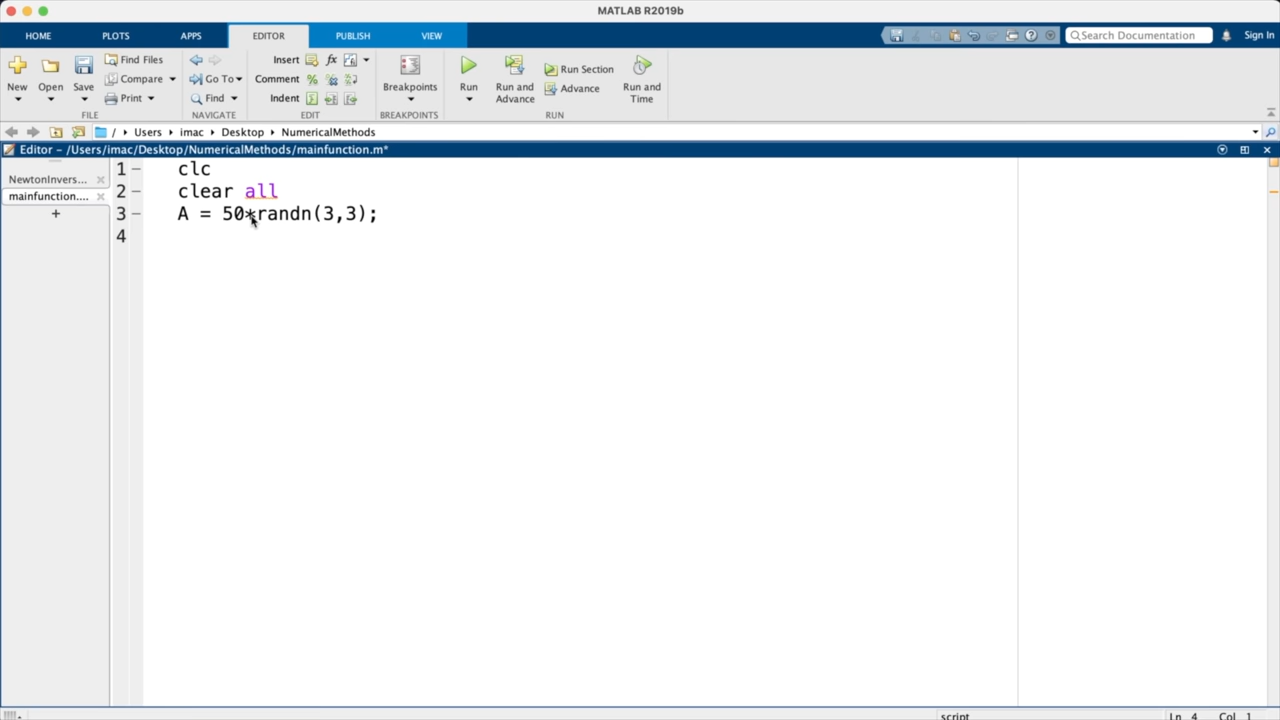 MATLAB R2019b
HOME PLOTS APPS EDITOR PUBLISH VIEW Search Documentation Sign In
New Open Save Find Files Compare Print
FILE
Go To Find
NAVIGATE
Insert fx
Comment % %
Indent
EDIT
Breakpoints
BREAKPOINTS
Run Run and Advance Run Section Advance Run and Time
RUN
/ Users imac Desktop NumericalMethods
Editor – /Users/imac/Desktop/NumericalMethods/mainfunction.m*
NewtonInvers...
mainfunction....
+
1 – clc
2 – clear all
3 – A = 50*randn(3,3);
4
script Ln 4 Col 1